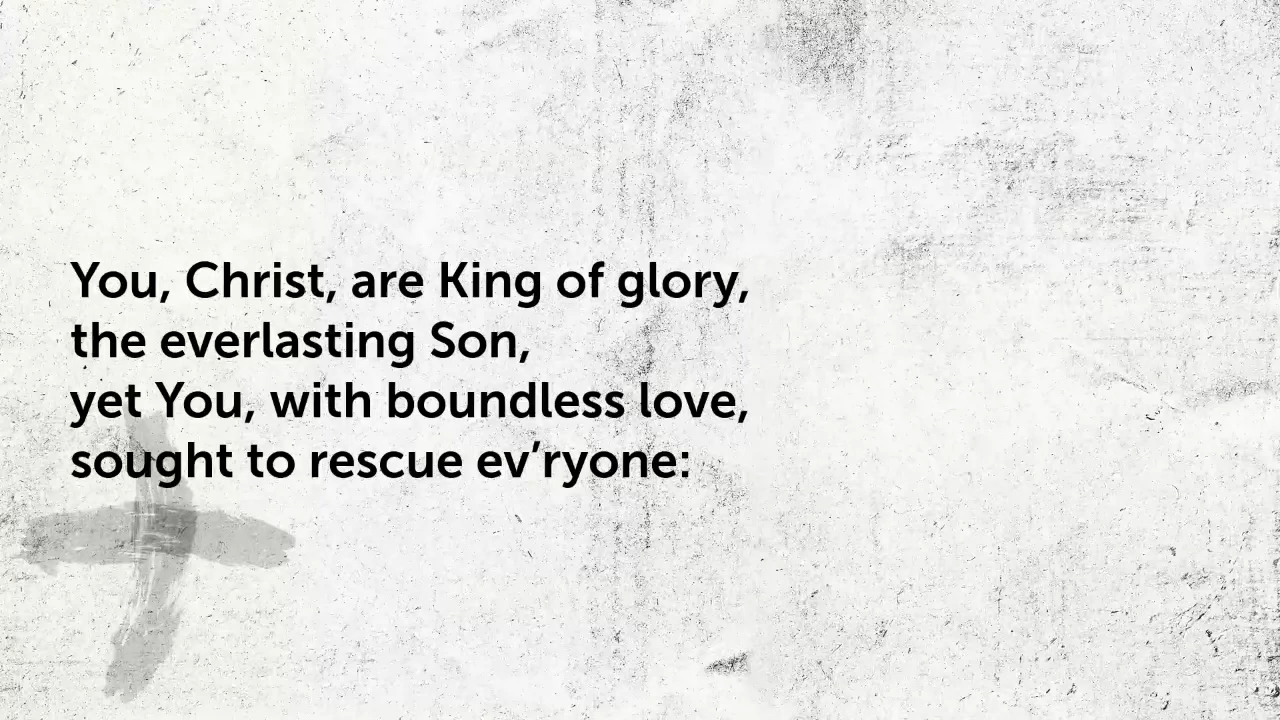 You, Christ, are King of glory,
the everlasting Son,
yet You, with boundless love,
sought to rescue ev’ryone: